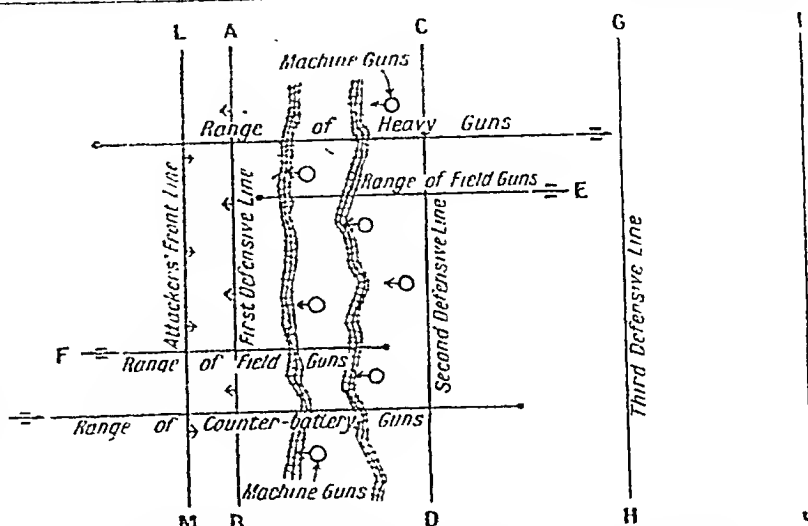 L A C G
Machine Guns
Range of Heavy Guns
Range of Field Guns E
Attackers' Front Line
First Defensive Line
Second Defensive Line
Third Defensive Line
F
Range of Field Guns
Range of Counter-battery Guns
Machine Guns
M B D H